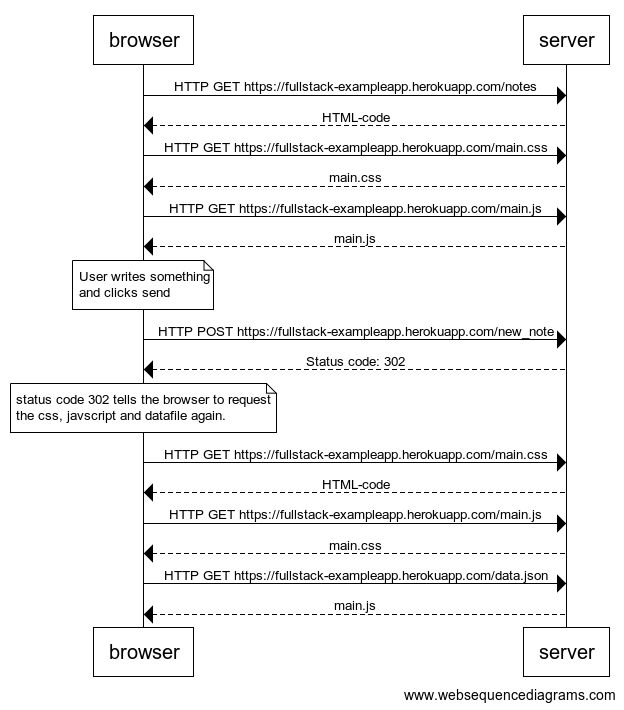 browser
server
HTTP GET https://fullstack-exampleapp.herokuapp.com/notes
HTML-code
HTTP GET https://fullstack-exampleapp.herokuapp.com/main.css
main.css
HTTP GET https://fullstack-exampleapp.herokuapp.com/main.js
main.js
User writes something
and clicks send
HTTP POST https://fullstack-exampleapp.herokuapp.com/new_note
Status code: 302
status code 302 tells the browser to request
the css, javscript and datafile again.
HTTP GET https://fullstack-exampleapp.herokuapp.com/main.css
HTML-code
HTTP GET https://fullstack-exampleapp.herokuapp.com/main.js
main.css
HTTP GET https://fullstack-exampleapp.herokuapp.com/data.json
main.js
browser
server
www.websequencediagrams.com